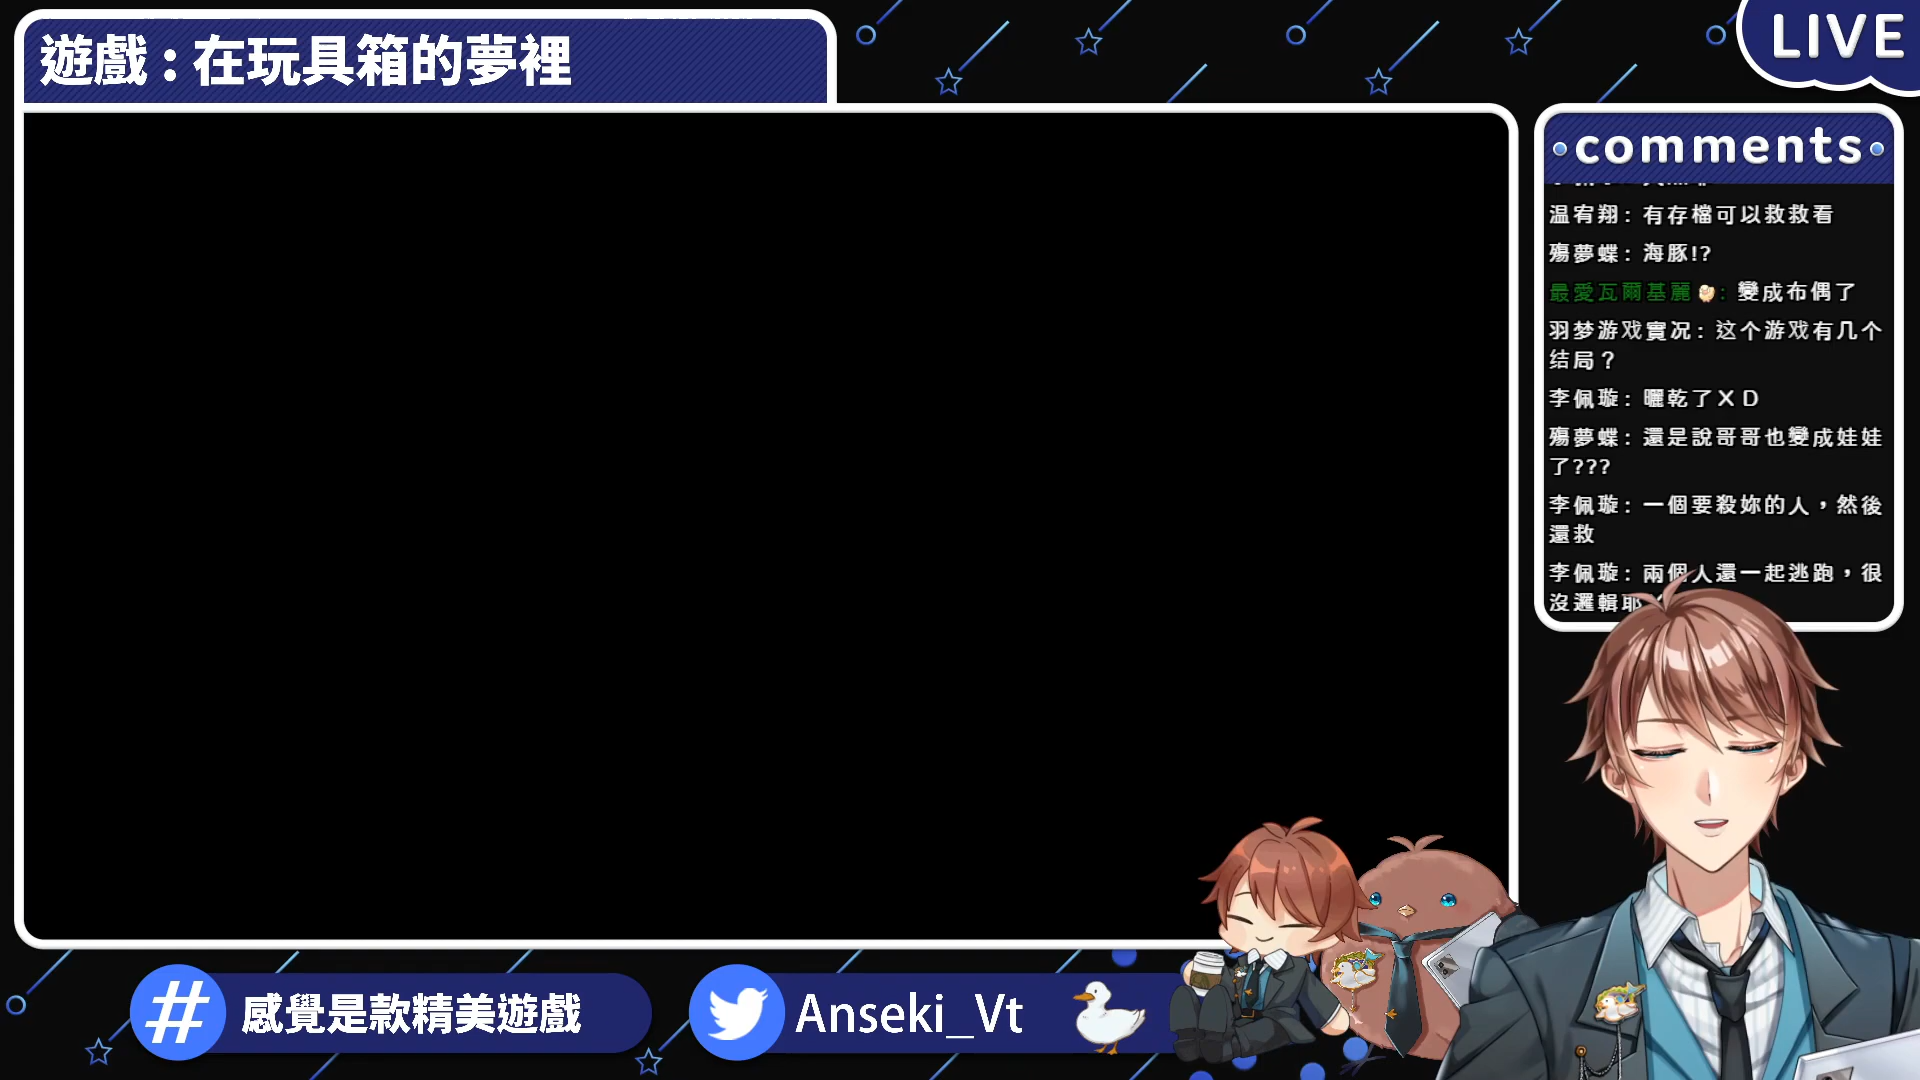 遊戲：在玩具箱的夢裡
LIVE
comments
温宥翔: 有存檔可以救救看
殤夢蝶: 海豚!?
最愛瓦爾基麗: 變成布偶了
羽梦游戏實况: 这个游戏有几个
结局？
李佩璇: 曬乾了ＸＤ
殤夢蝶: 還是說哥哥也變成娃娃
了???
李佩璇: 一個要殺妳的人，然後
還救
李佩璇: 兩個人還一起逃跑，很
沒邏輯耶
# 感覺是款精美遊戲
Anseki_Vt